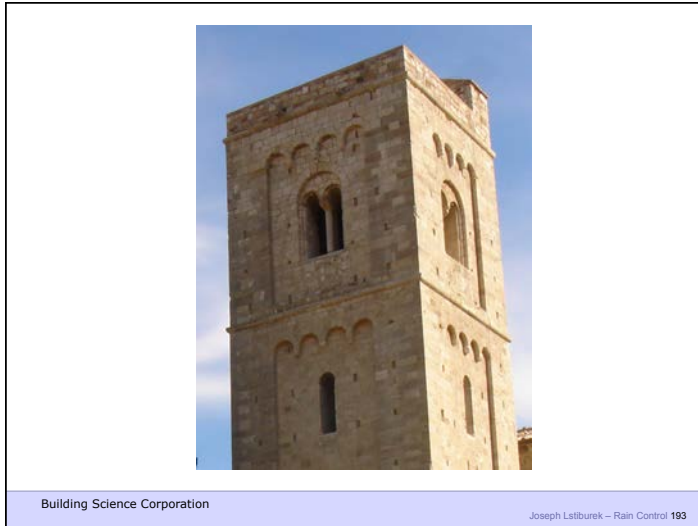 Building Science Corporation
Joseph Lstiburek – Rain Control 193